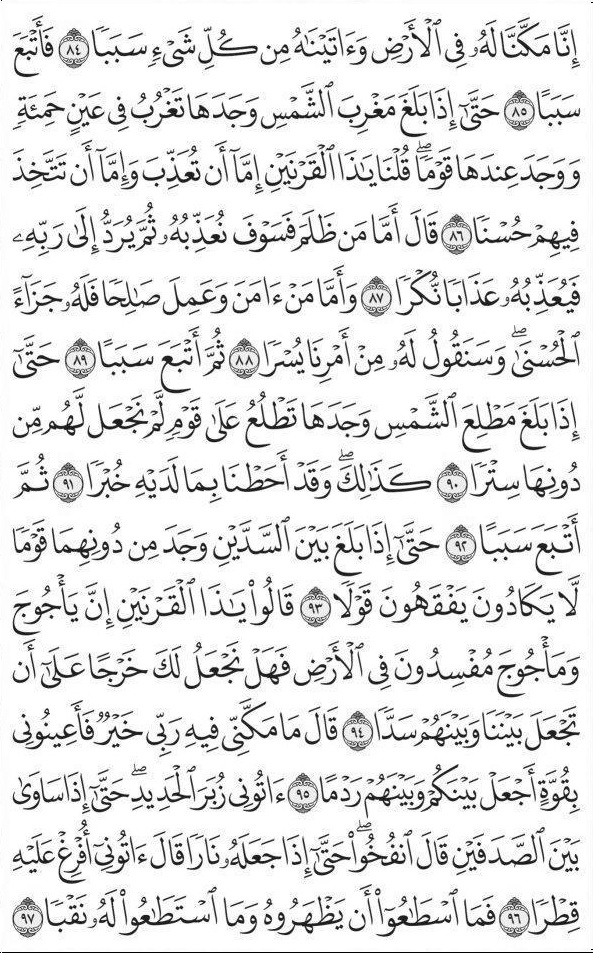 إِنَّا مَكَّنَّا لَهُۥ فِى ٱلْأَرْضِ وَءَاتَيْنَٰهُ مِن كُلِّ شَىْءٍ سَبَبًا ٨٤ فَأَتْبَعَ
سَبَبًا ٨٥ حَتَّىٰٓ إِذَا بَلَغَ مَغْرِبَ ٱلشَّمْسِ وَجَدَهَا تَغْرُبُ فِى عَيْنٍ حَمِئَةٍ
وَوَجَدَ عِندَهَا قَوْمًا ۖ قُلْنَا يَٰذَا ٱلْقَرْنَيْنِ إِمَّآ أَن تُعَذِّبَ وَإِمَّآ أَن تَتَّخِذَ
فِيهِمْ حُسْنًا ٨٦ قَالَ أَمَّا مَن ظَلَمَ فَسَوْفَ نُعَذِّبُهُۥ ثُمَّ يُرَدُّ إِلَىٰ رَبِّهِۦ
فَيُعَذِّبُهُۥ عَذَابًا نُّكْرًا ٨٧ وَأَمَّا مَنْ ءَامَنَ وَعَمِلَ صَٰلِحًا فَلَهُۥ جَزَآءً
ٱلْحُسْنَىٰ ۖ وَسَنَقُولُ لَهُۥ مِنْ أَمْرِنَا يُسْرًا ٨٨ ثُمَّ أَتْبَعَ سَبَبًا ٨٩ حَتَّىٰٓ
إِذَا بَلَغَ مَطْلِعَ ٱلشَّمْسِ وَجَدَهَا تَطْلُعُ عَلَىٰ قَوْمٍ لَّمْ نَجْعَل لَّهُم مِّن
دُونِهَا سِتْرًا ٩٠ كَذَٰلِكَ ۖ وَقَدْ أَحَطْنَا بِمَا لَدَيْهِ خُبْرًا ٩١ ثُمَّ
أَتْبَعَ سَبَبًا ٩٢ حَتَّىٰٓ إِذَا بَلَغَ بَيْنَ ٱلسَّدَّيْنِ وَجَدَ مِن دُونِهِمَا قَوْمًا
لَّا يَكَادُونَ يَفْقَهُونَ قَوْلًا ٩٣ قَالُوا۟ يَٰذَا ٱلْقَرْنَيْنِ إِنَّ يَأْجُوجَ
وَمَأْجُوجَ مُفْسِدُونَ فِى ٱلْأَرْضِ فَهَلْ نَجْعَلُ لَكَ خَرْجًا عَلَىٰٓ أَن
تَجْعَلَ بَيْنَنَا وَبَيْنَهُمْ سَدًّا ٩٤ قَالَ مَا مَكَّنِّى فِيهِ رَبِّى خَيْرٌ فَأَعِينُونِى
بِقُوَّةٍ أَجْعَلْ بَيْنَكُمْ وَبَيْنَهُمْ رَدْمًا ٩٥ ءَاتُونِى زُبَرَ ٱلْحَدِيدِ ۖ حَتَّىٰٓ إِذَا سَاوَىٰ
بَيْنَ ٱلصَّدَفَيْنِ قَالَ ٱنفُخُوا۟ ۖ حَتَّىٰٓ إِذَا جَعَلَهُۥ نَارًا قَالَ ءَاتُونِىٓ أُفْرِغْ عَلَيْهِ
قِطْرًا ٩٦ فَمَا ٱسْطَٰعُوٓا۟ أَن يَظْهَرُوهُ وَمَا ٱسْتَطَٰعُوا۟ لَهُۥ نَقْبًا ٩٧